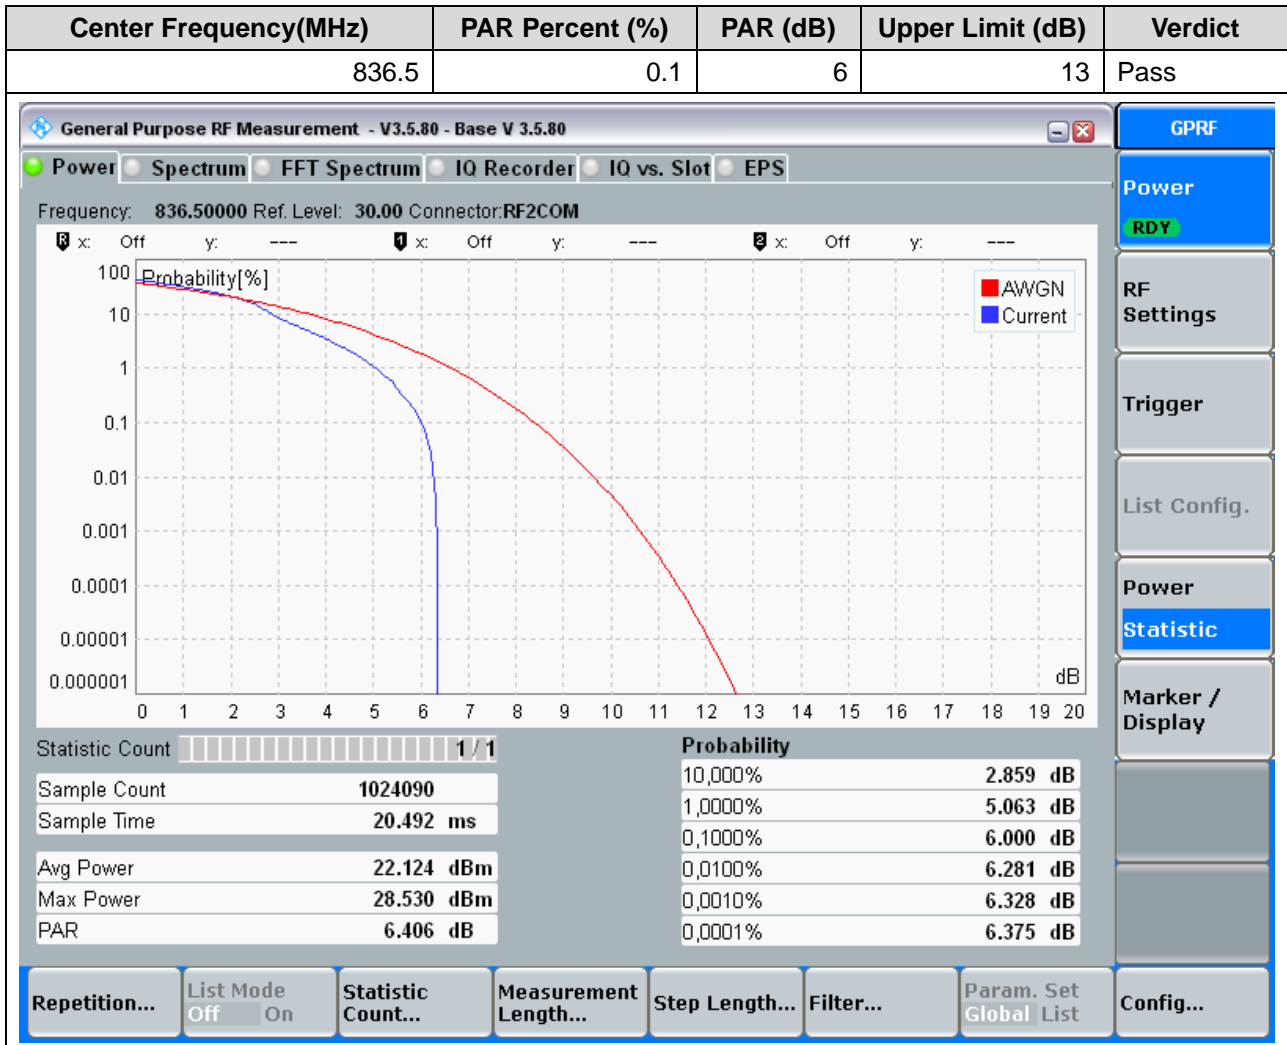 Center Frequency(MHz) PAR Percent (%) PAR (dB) Upper Limit (dB) Verdict
836.5 0.1 6 13 Pass
General Purpose RF Measurement - V3.5.80 - Base V 3.5.80
GPRF
Power Spectrum FFT Spectrum IQ Recorder IQ vs. Slot EPS
Frequency: 836.50000 Ref. Level: 30.00 Connector:RF2COM
R x: Off y: --- 1 x: Off y: --- 2 x: Off y: ---
Probability[%]
100
10
1
0.1
0.01
0.001
0.0001
0.00001
0.000001
AWGN
Current
dB
0 1 2 3 4 5 6 7 8 9 10 11 12 13 14 15 16 17 18 19 20
Statistic Count 1 / 1
Sample Count 1024090
Sample Time 20.492 ms
Avg Power 22.124 dBm
Max Power 28.530 dBm
PAR 6.406 dB
Probability
10,000% 2.859 dB
1,0000% 5.063 dB
0,1000% 6.000 dB
0,0100% 6.281 dB
0,0010% 6.328 dB
0,0001% 6.375 dB
Power
RDY
RF
Settings
Trigger
List Config.
Power
Statistic
Marker /
Display
Repetition...
List Mode
Off On
Statistic
Count...
Measurement
Length...
Step Length...
Filter...
Param. Set
Global List
Config...